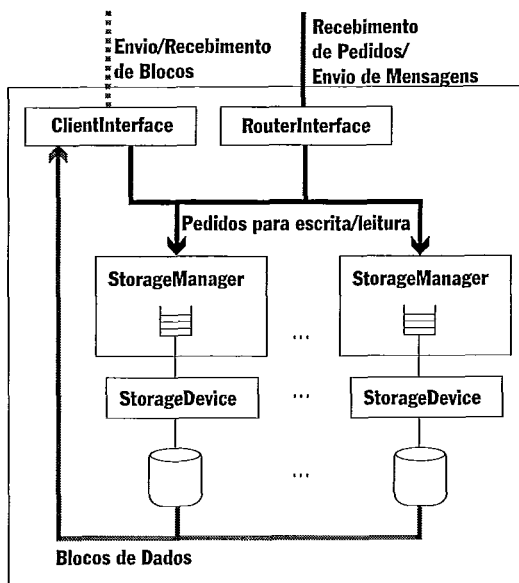 Envio/Recebimento
de Blocos
Recebimento
de Pedidos/
Envio de Mensagens
ClientInterface
RouterInterface
Pedidos para escrita/leitura
StorageManager
StorageManager
...
StorageDevice
...
StorageDevice
...
Blocos de Dados